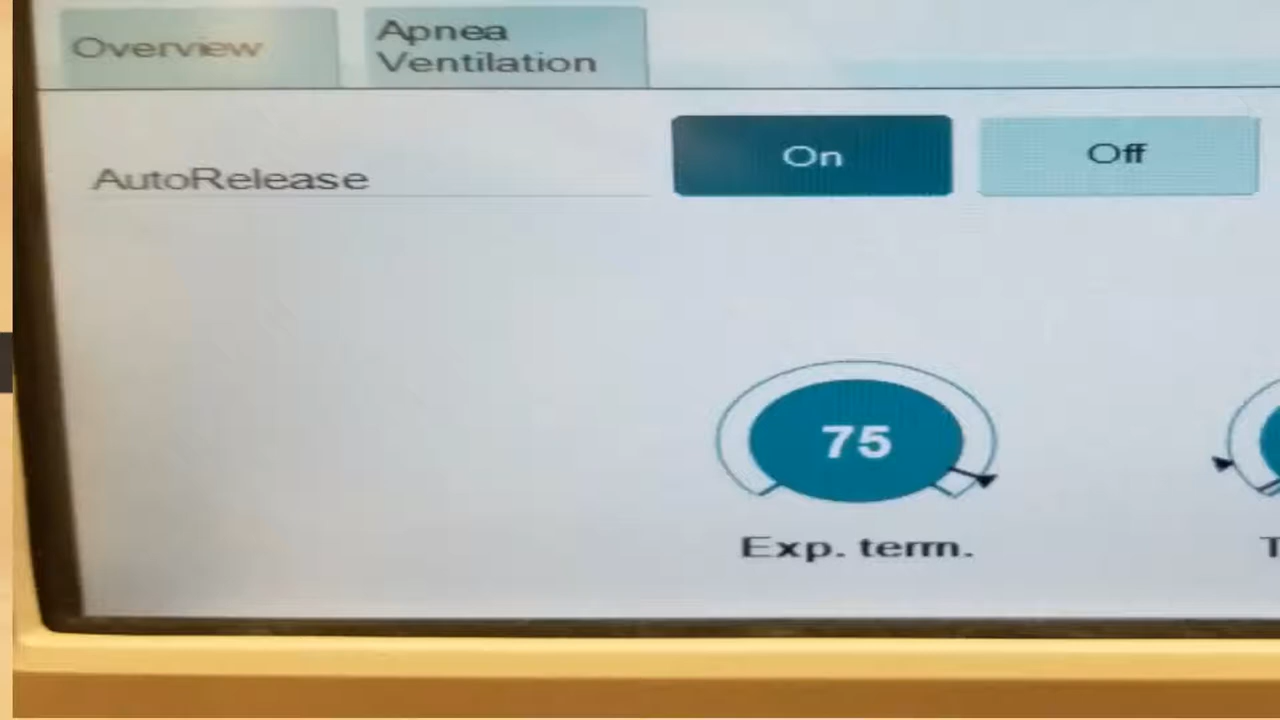 Overview
Apnea
Ventilation
AutoRelease
On
Off
75
Exp. term.